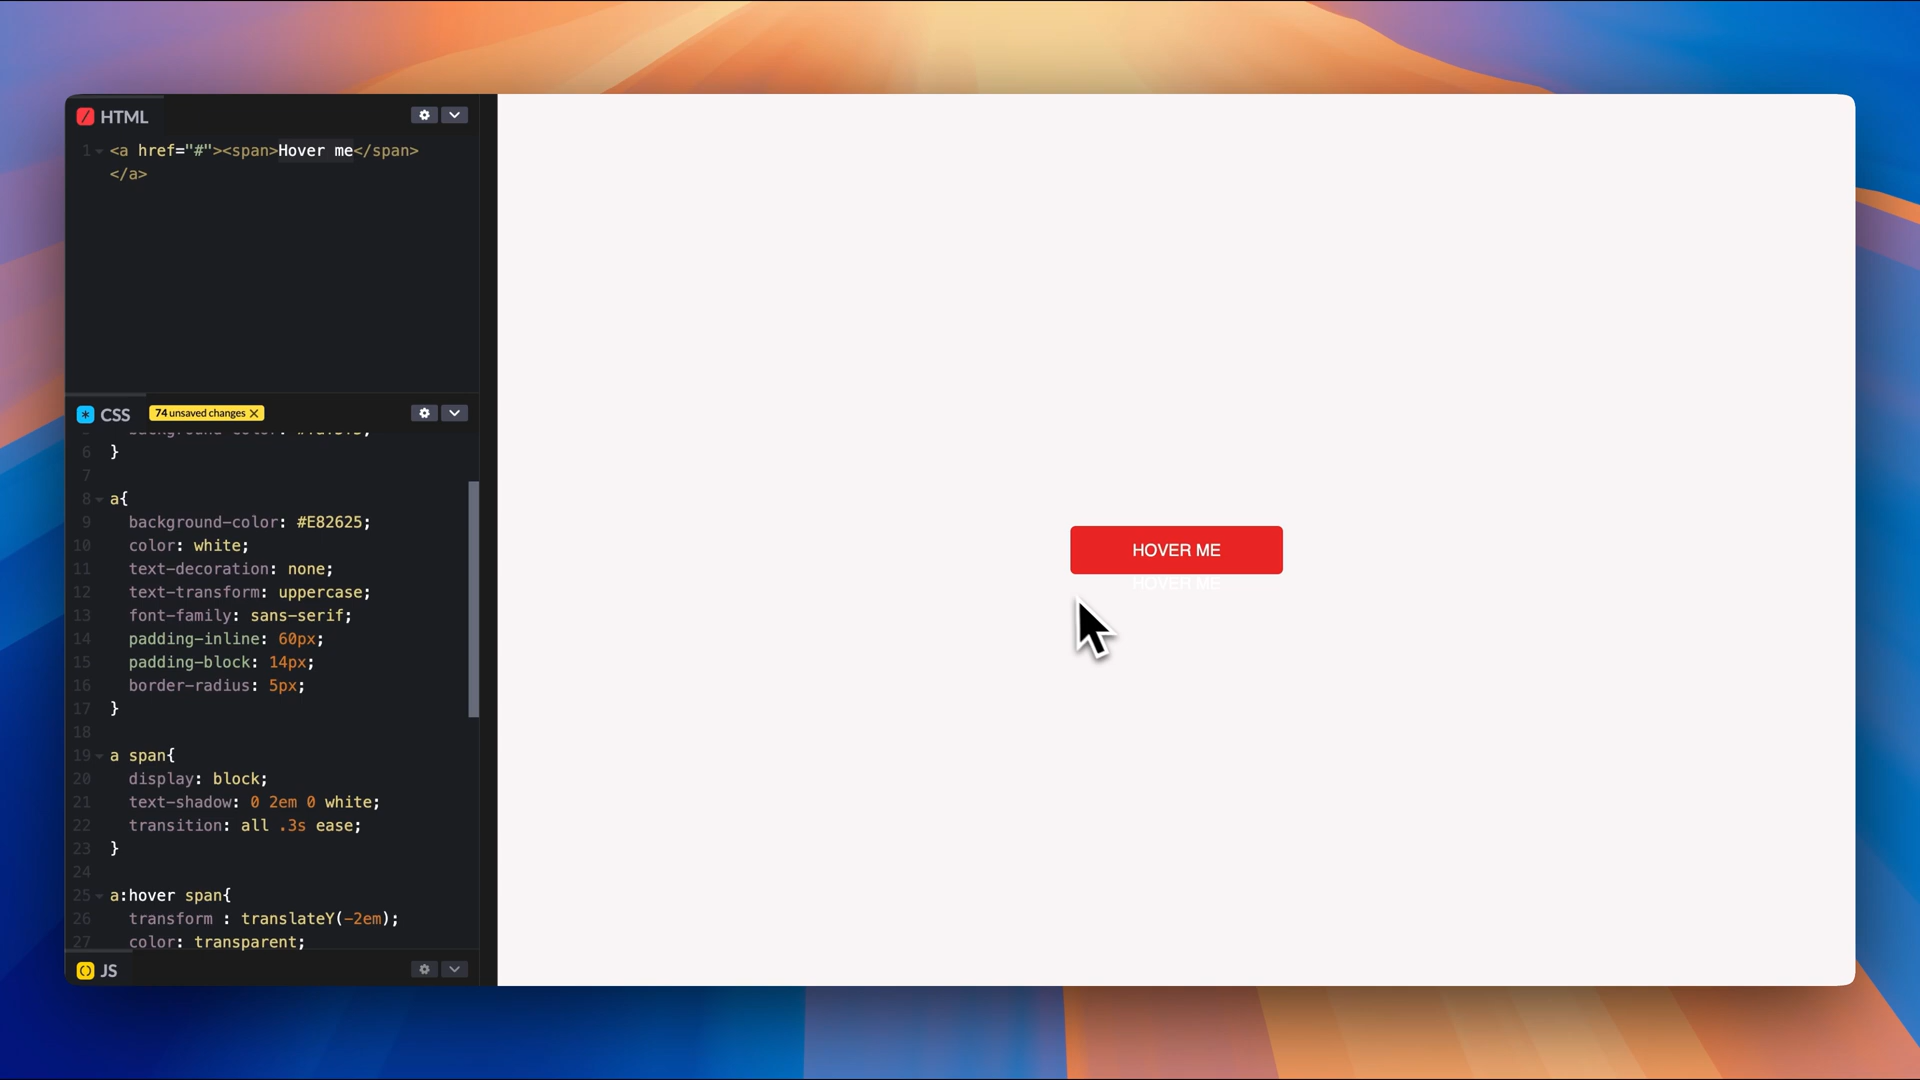 HTML
1 <a href="#"><span>Hover me</span>
</a>
CSS 74 unsaved changes
6 }
7
8 a{
9 background-color: #E82625;
10 color: white;
11 text-decoration: none;
12 text-transform: uppercase;
13 font-family: sans-serif;
14 padding-inline: 60px;
15 padding-block: 14px;
16 border-radius: 5px;
17 }
18
19 a span{
20 display: block;
21 text-shadow: 0 2em 0 white;
22 transition: all .3s ease;
23 }
24
25 a:hover span{
26 transform : translateY(-2em);
27 color: transparent;
JS
HOVER ME
HOVER ME